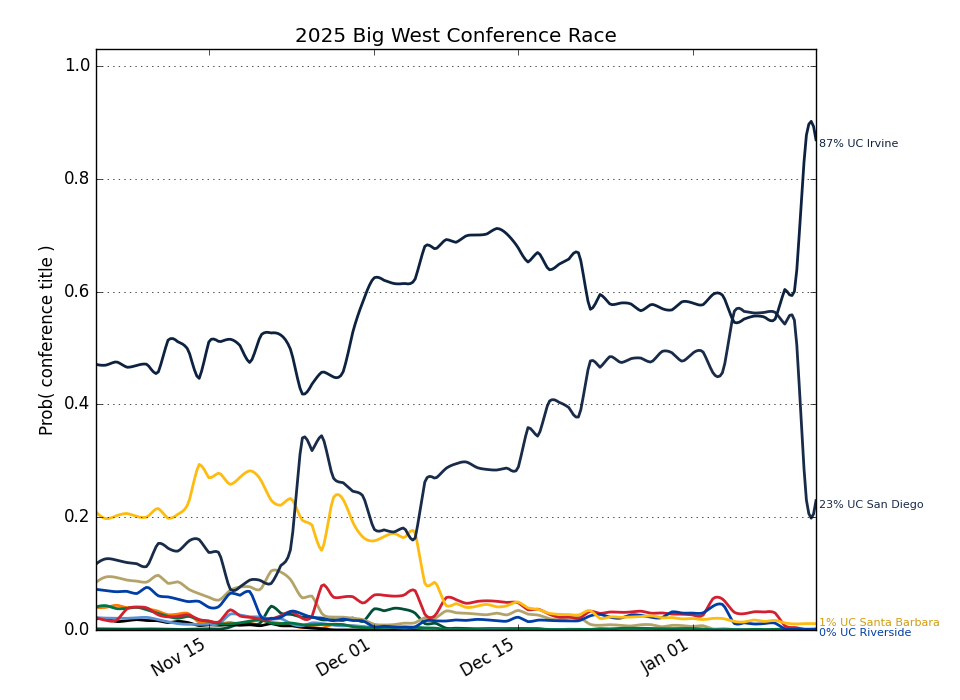 2025 Big West Conference Race
Prob( conference title )
1.0
0.8
0.6
0.4
0.2
0.0
Nov 15
Dec 01
Dec 15
Jan 01
87% UC Irvine
23% UC San Diego
1% UC Santa Barbara
0% UC Riverside